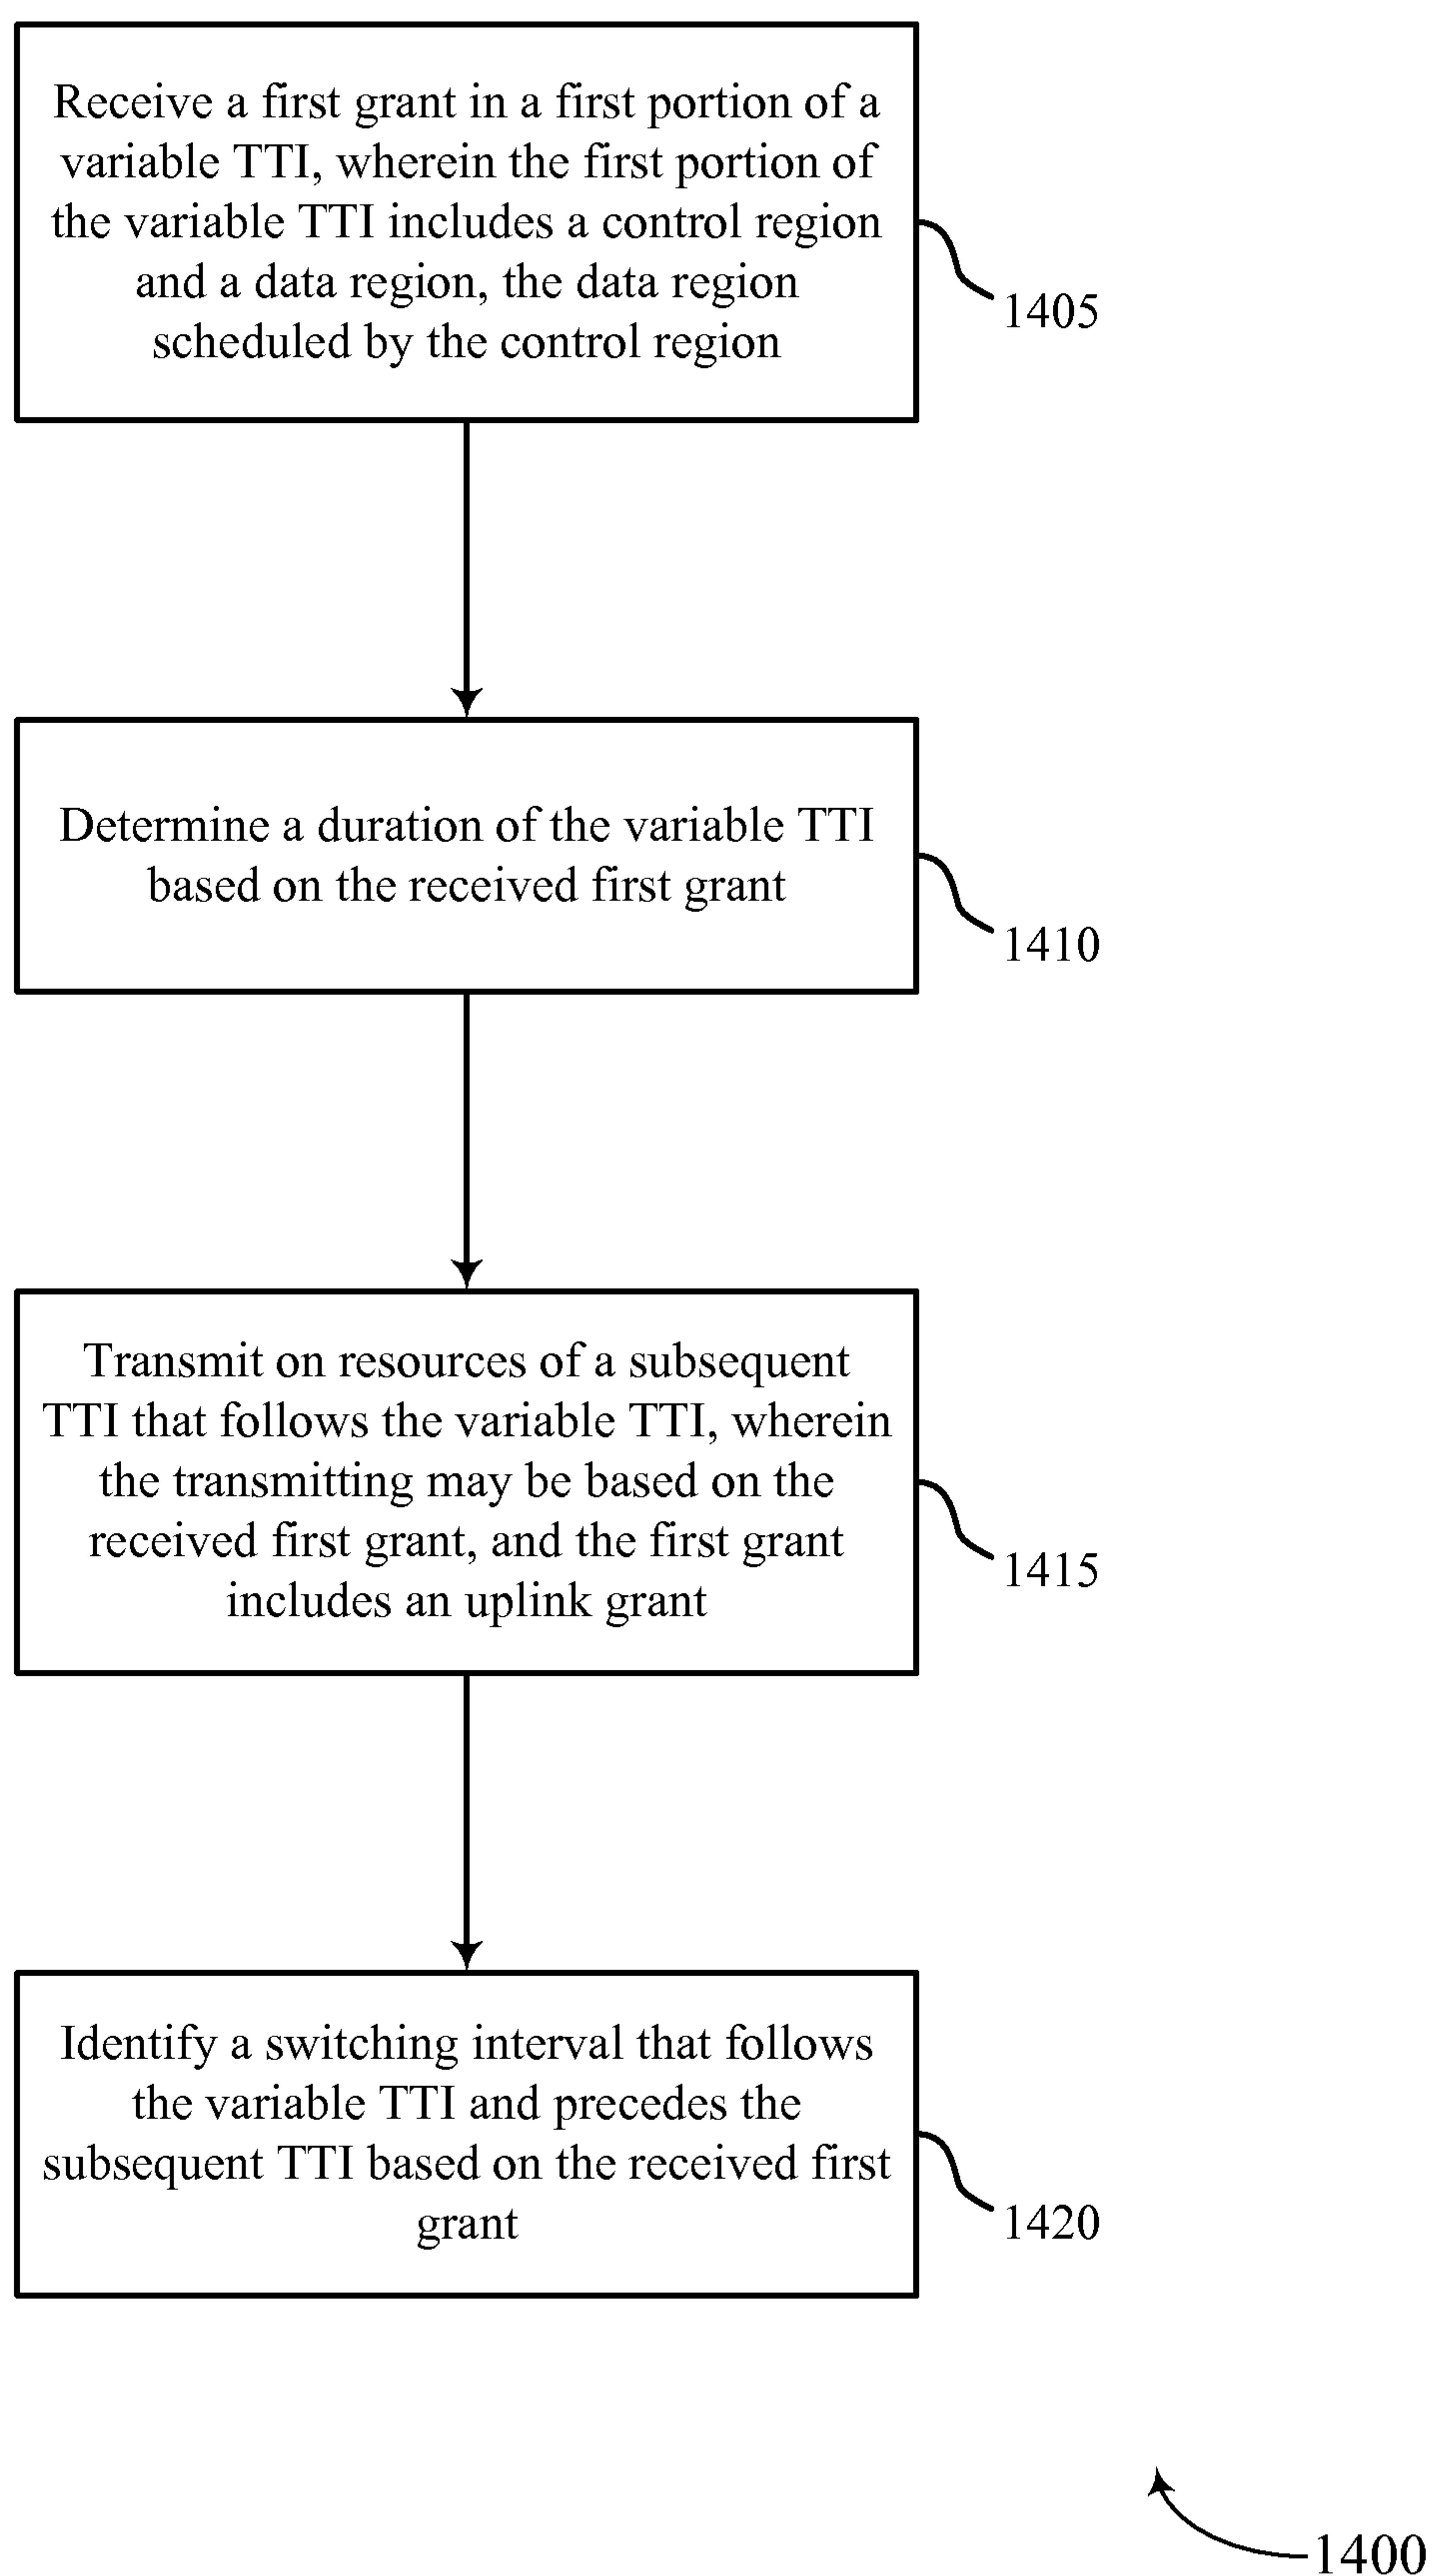 Receive a first grant in a first portion of a
variable TTI, wherein the first portion of
the variable TTI includes a control region
and a data region, the data region
scheduled by the control region
1405
Determine a duration of the variable TTI
based on the received first grant
1410
Transmit on resources of a subsequent
TTI that follows the variable TTI, wherein
the transmitting may be based on the
received first grant, and the first grant
includes an uplink grant
1415
Identify a switching interval that follows
the variable TTI and precedes the
subsequent TTI based on the received first
grant
1420
1400